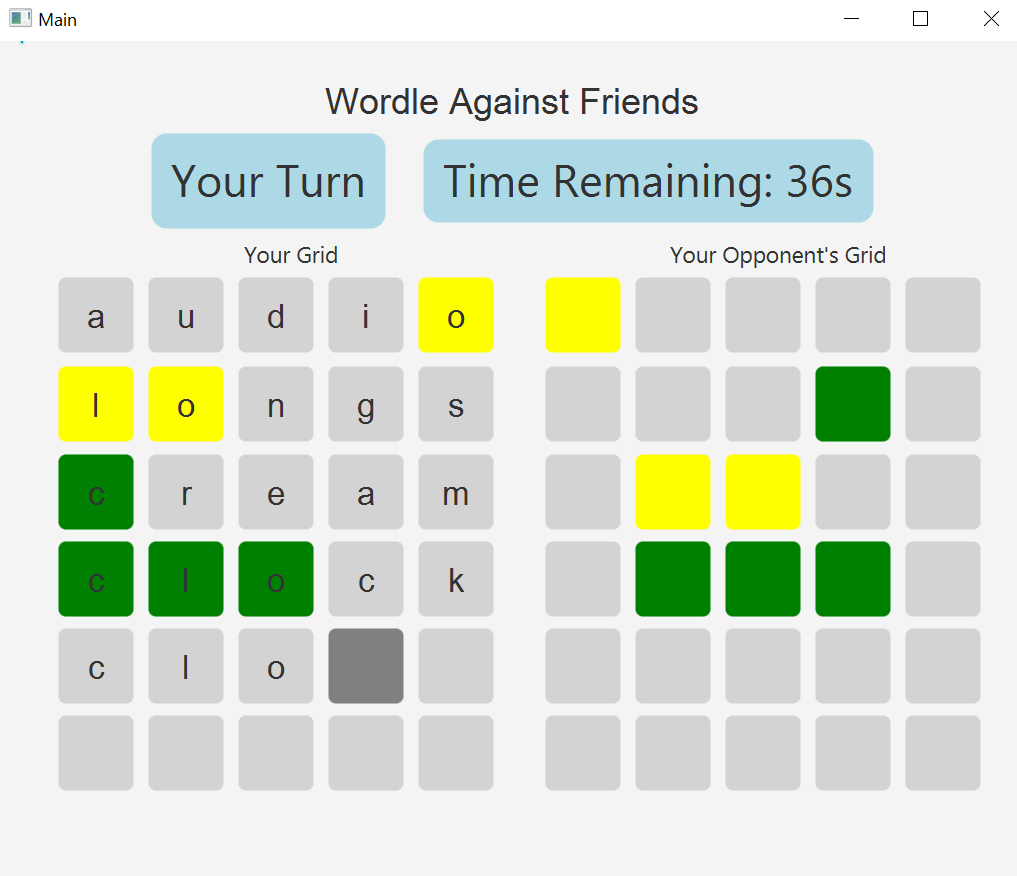 Main
Wordle Against Friends
Your Turn Time Remaining: 36s
Your Grid Your Opponent's Grid
a u d i o
l o n g s
c r e a m
c l o c k
c l o